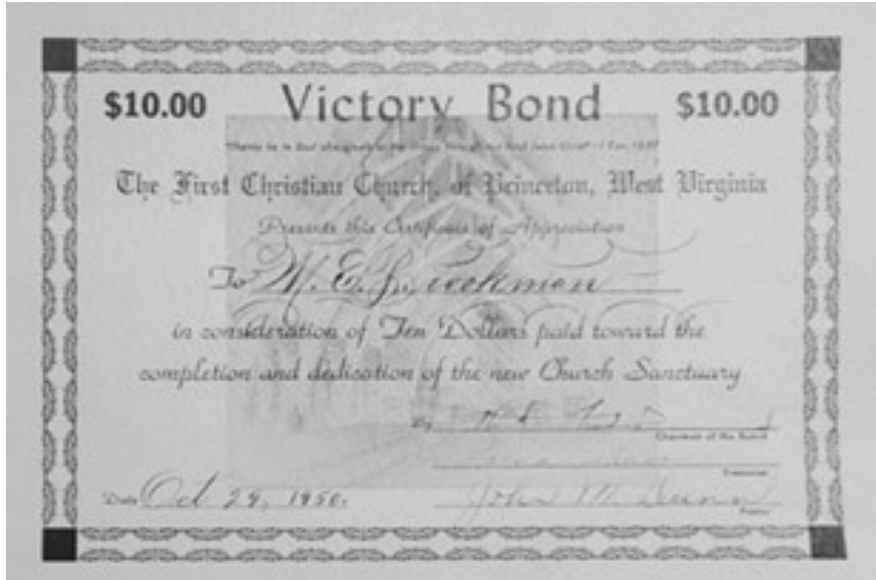 $10.00 Victory Bond $10.00
The First Christian Church, of Princeton, West Virginia
Presents this Certificate of Appreciation
To M. E. Brookman
in consideration of Ten Dollars paid toward the
completion and dedication of the new Church Sanctuary
By
Chairman of the Board
Treasurer
Date Oct 29, 1950. John M. Dunn
Pastor